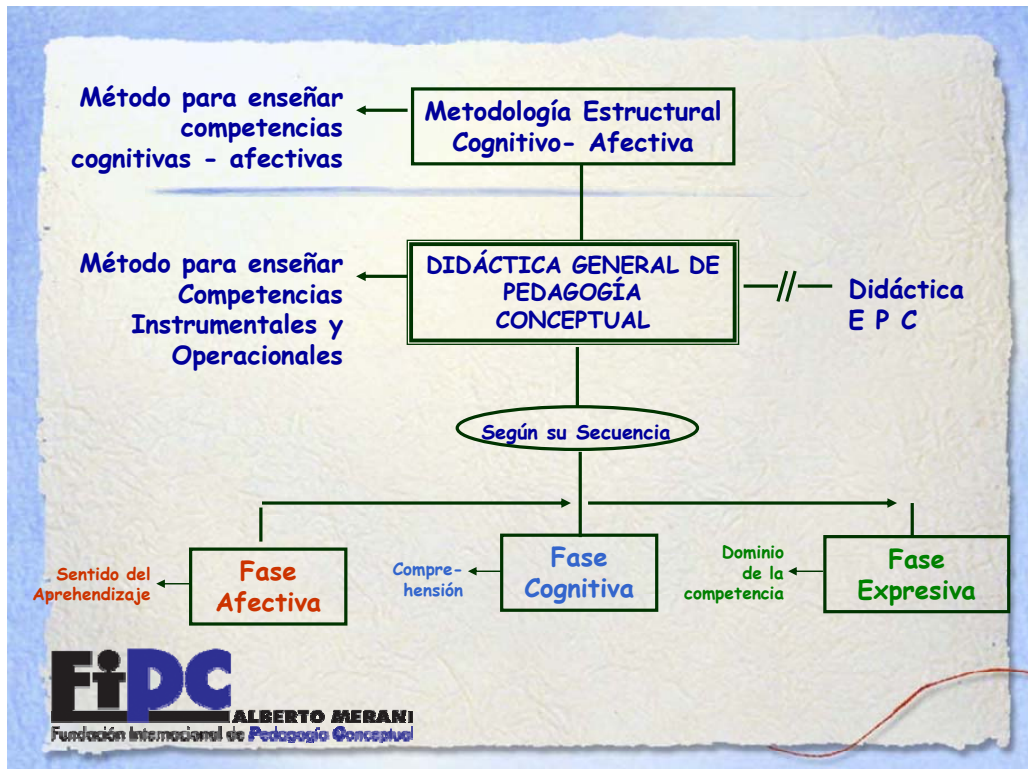 Método para enseñar
competencias
cognitivas - afectivas
Metodología Estructural
Cognitivo- Afectiva
Método para enseñar
Competencias
Instrumentales y
Operacionales
DIDÁCTICA GENERAL DE
PEDAGOGÍA
CONCEPTUAL
Didáctica
E P C
Según su Secuencia
Sentido del
Aprehendizaje
Fase
Afectiva
Compre-
hensión
Fase
Cognitiva
Dominio
de la
competencia
Fase
Expresiva
FiPC
ALBERTO MERANI
Fundación Internacional de Pedagogía Conceptual